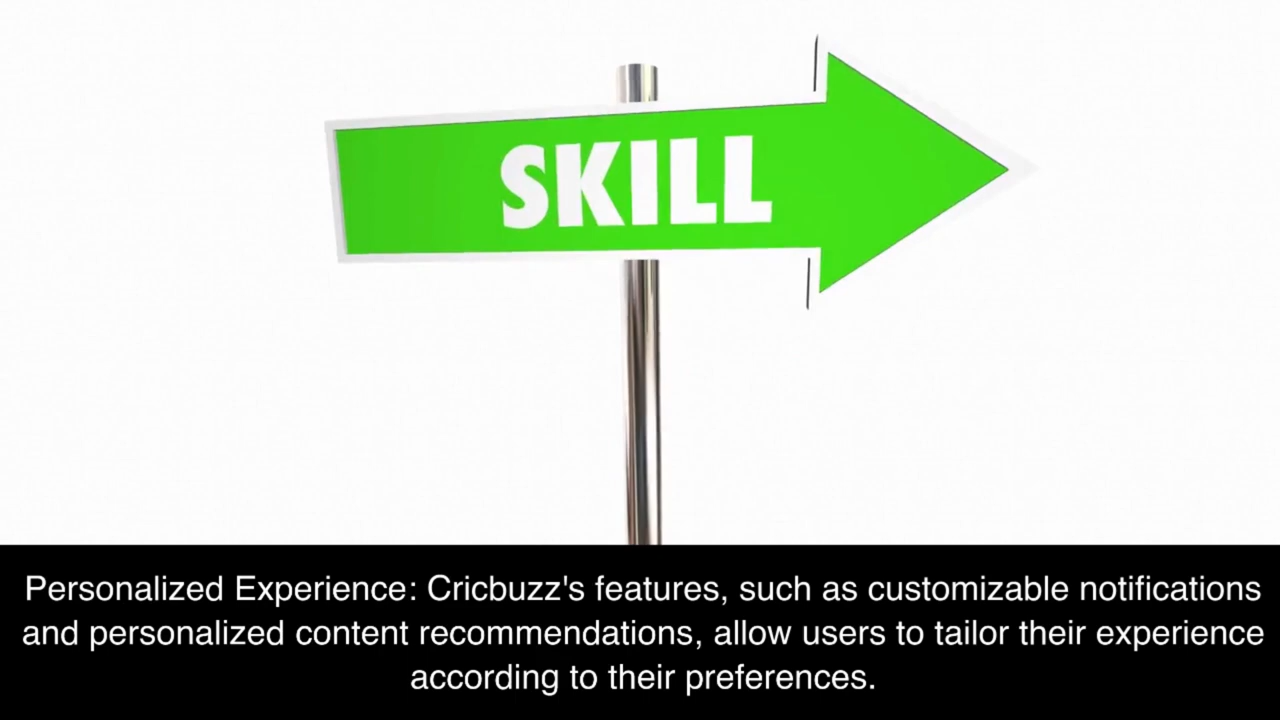 SKILL
Personalized Experience: Cricbuzz's features, such as customizable notifications
and personalized content recommendations, allow users to tailor their experience
according to their preferences.